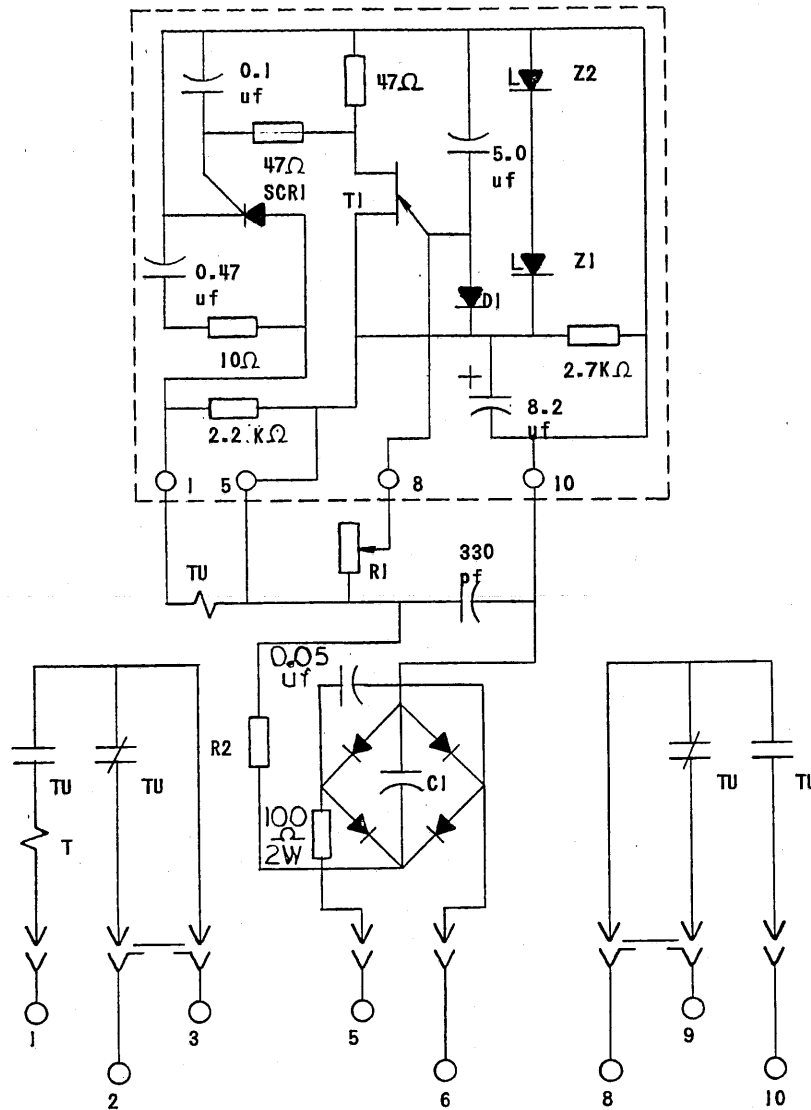 0.1
uf
47Ω
Z2
47Ω
SCR1
T1
5.0
uf
0.47
uf
L
L
Z1
D1
10Ω
+
2.7KΩ
2.2 KΩ
8.2
uf
1
5
8
10
TU
R1
330
pf
0.05
uf
R2
C1
100
Ω
2W
TU
TU
T
TU
TU
1
2
3
5
6
8
9
10